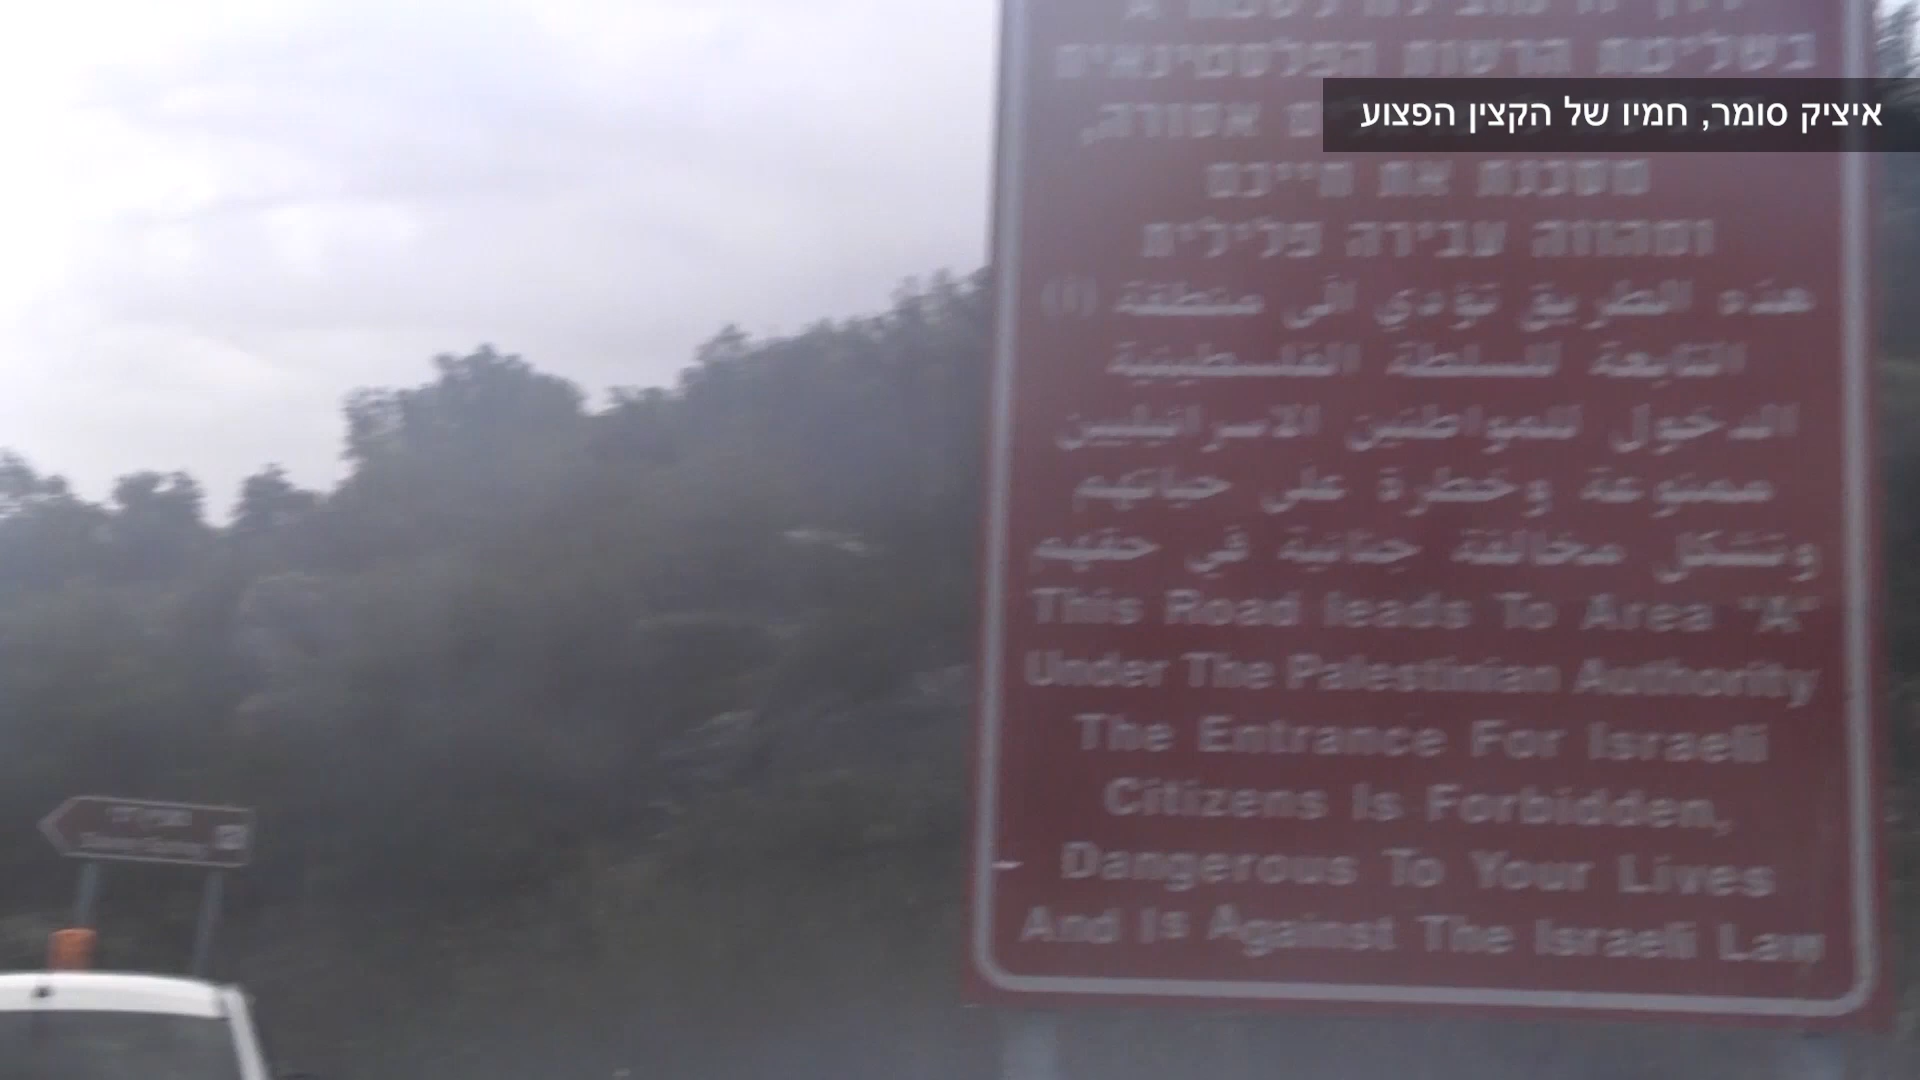 איציק סומר, חמיו של הקצין הפצוע
בשליטת הרשות הפלסטינאית
אסורה,
מסכנת את חייכם
ומהווה עבירה פלילית
هذه الطريق تؤدي الى منطقة (أ)
التابعة للسلطة الفلسطينية
الدخول للمواطنين الاسرائيليين
ممنوعة وخطرة على حياتهم
وتشكل مخالفة جنائية في حقهم
This Road leads To Area "A"
Under The Palestinian Authority
The Entrance For Israeli
Citizens Is Forbidden,
Dangerous To Your Lives
And Is Against The Israeli Law